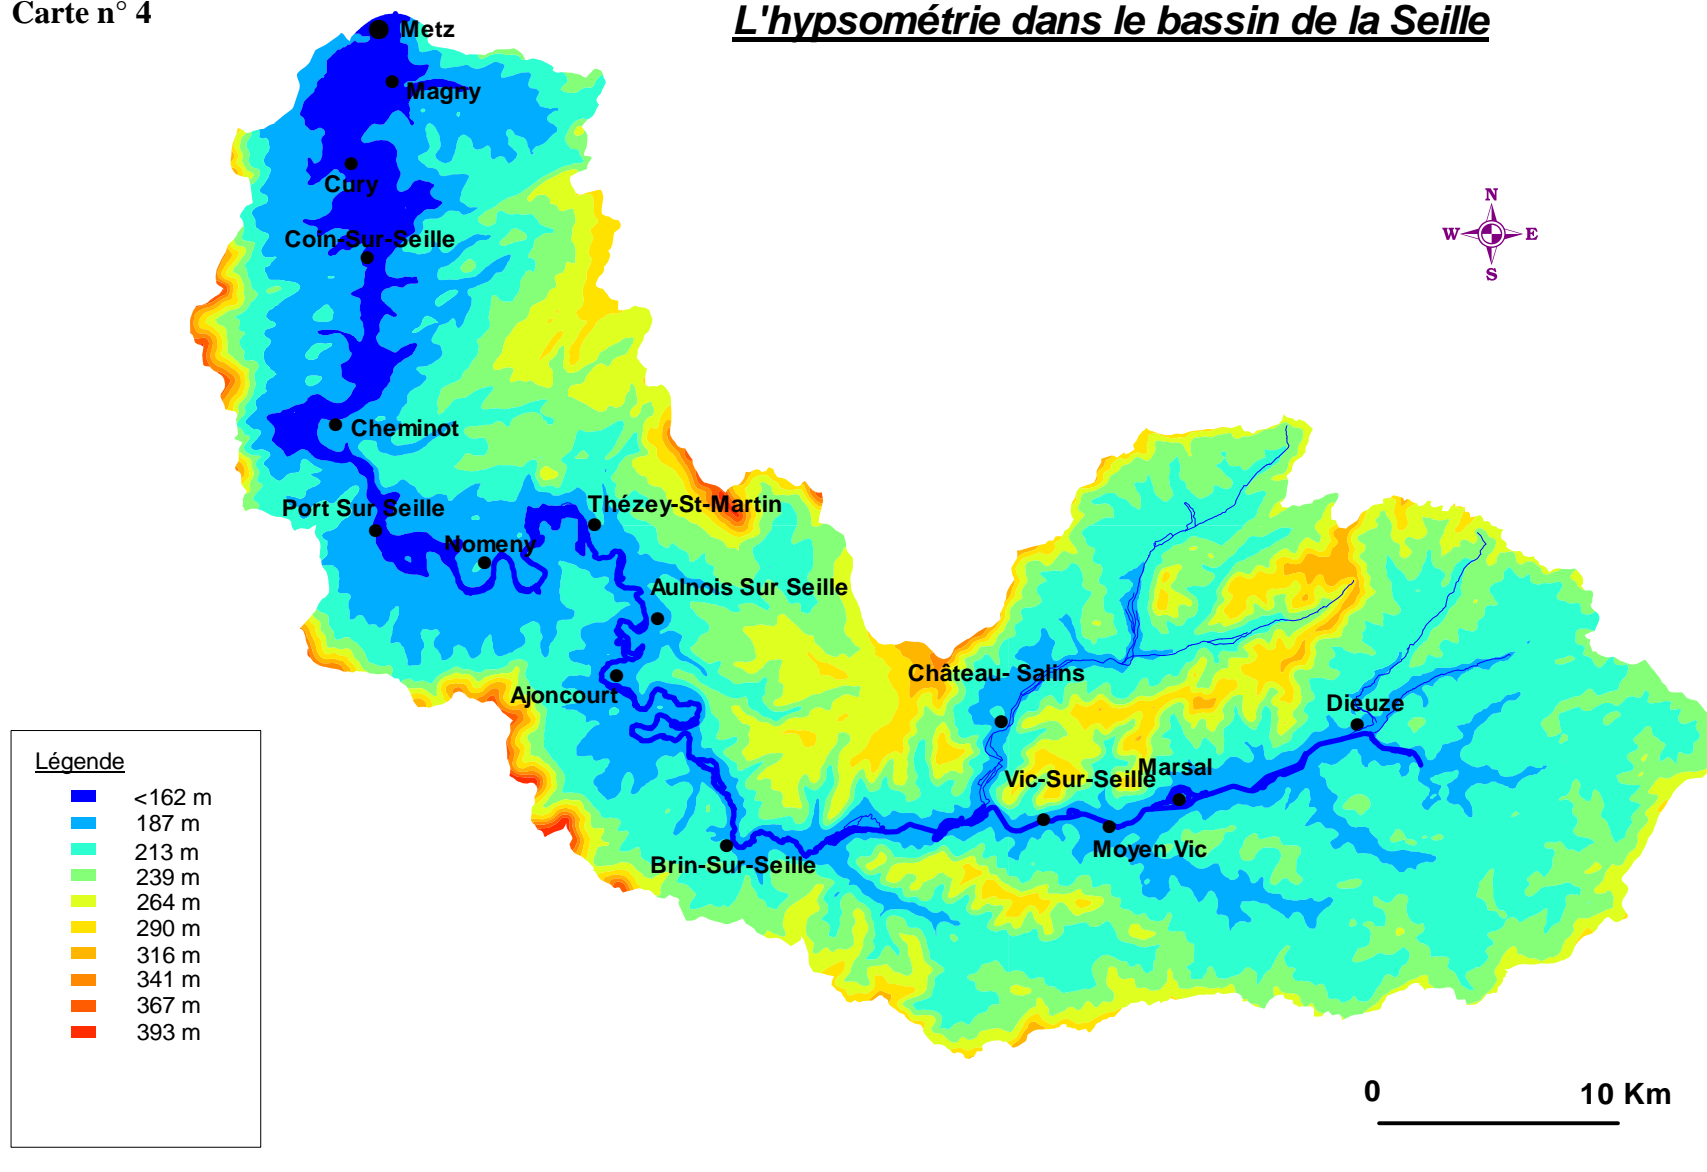 Carte n° 4
L'hypsométrie dans le bassin de la Seille
Metz
Magny
Cury
Coin-Sur-Seille
Cheminot
Port Sur Seille
Nomeny
Thézey-St-Martin
Aulnois Sur Seille
Ajoncourt
Château- Salins
Dieuze
Marsal
Vic-Sur-Seille
Moyen Vic
Brin-Sur-Seille
N
W
E
S
Légende
<162 m
187 m
213 m
239 m
264 m
290 m
316 m
341 m
367 m
393 m
0 10 Km